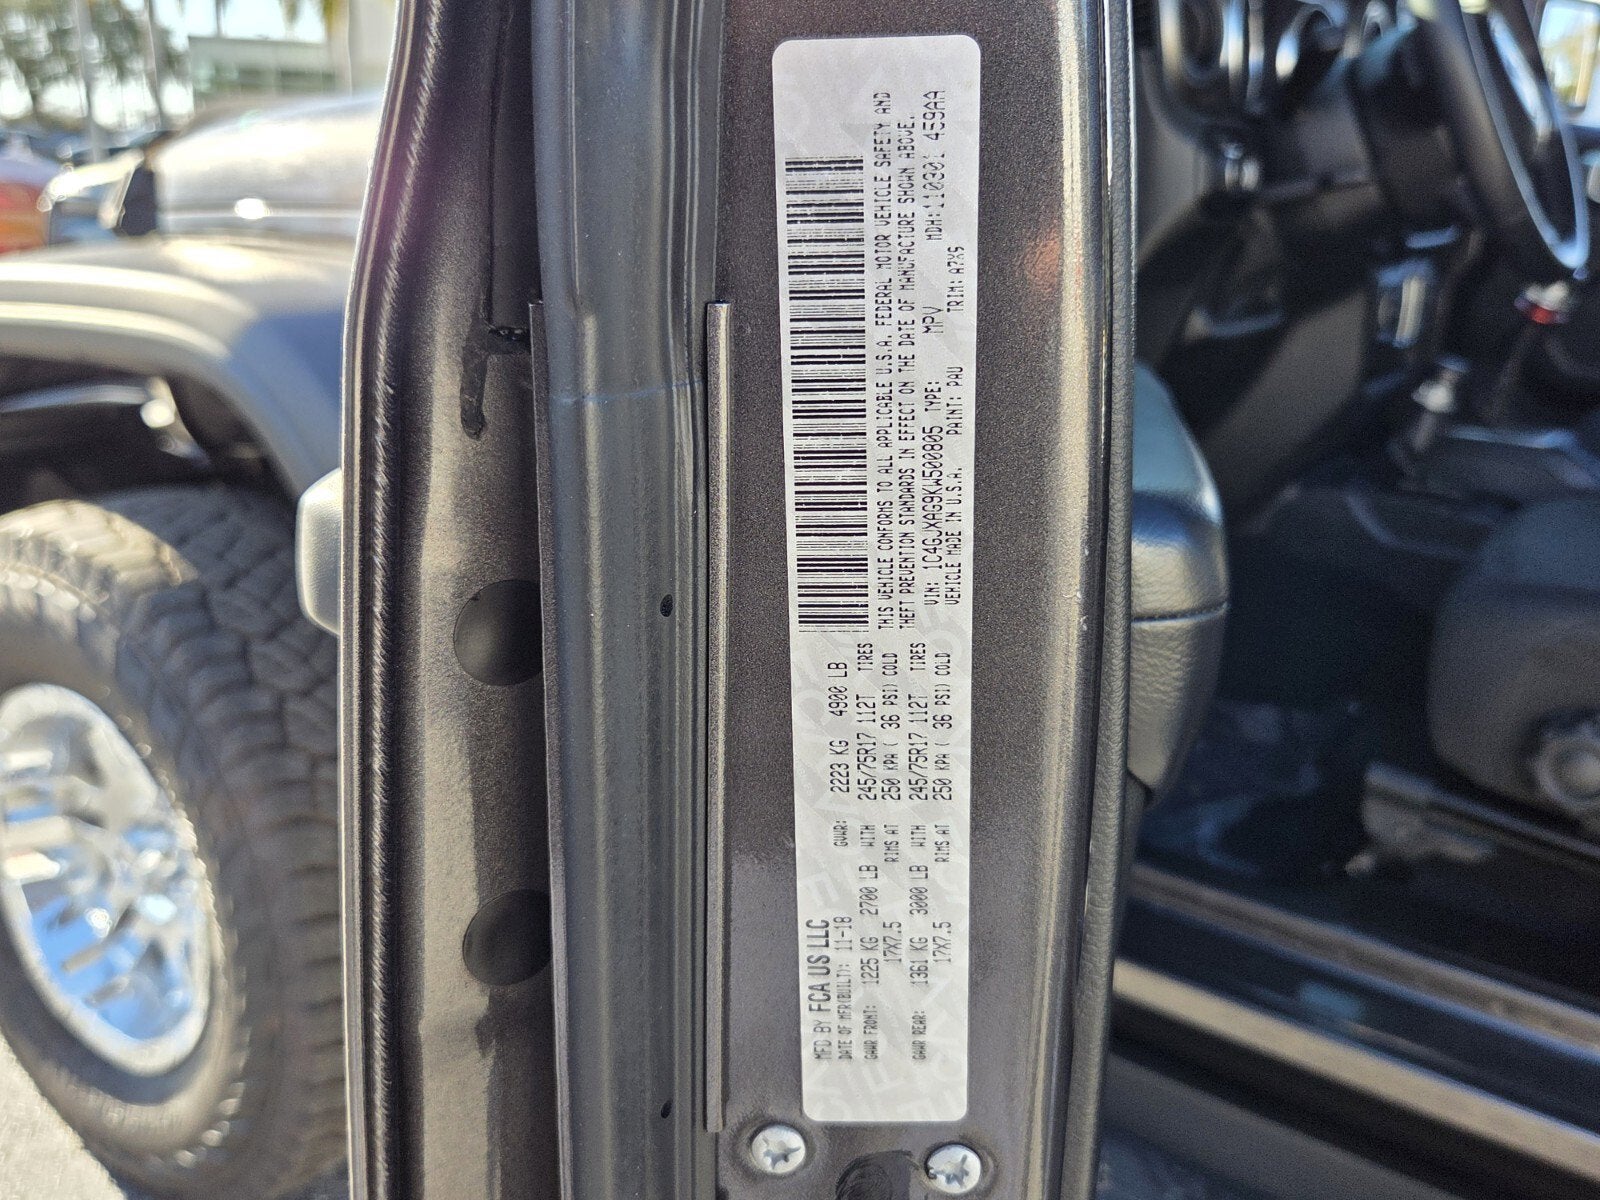 MFD BY FCA US LLC
DATE OF MFR(BUILT): 11-18 GVWR: 2223 KG 4900 LB
GAWR FRONT: 1225 KG 2700 LB WITH 245/75R17 112T TIRES
17X7.5 RIMS AT 250 KPA ( 36 PSI) COLD
GAWR REAR: 1361 KG 3000 LB WITH 245/75R17 112T TIRES
17X7.5 RIMS AT 250 KPA ( 36 PSI) COLD
THIS VEHICLE CONFORMS TO ALL APPLICABLE U.S.A. FEDERAL MOTOR VEHICLE SAFETY AND
THEFT PREVENTION STANDARDS IN EFFECT ON THE DATE OF MANUFACTURE SHOWN ABOVE.
VIN: 1C4GJXAG9KW500805 TYPE: MPV MDH: 110301 459AA
VEHICLE MADE IN U.S.A. PAINT: PAU TRIM: A7X9